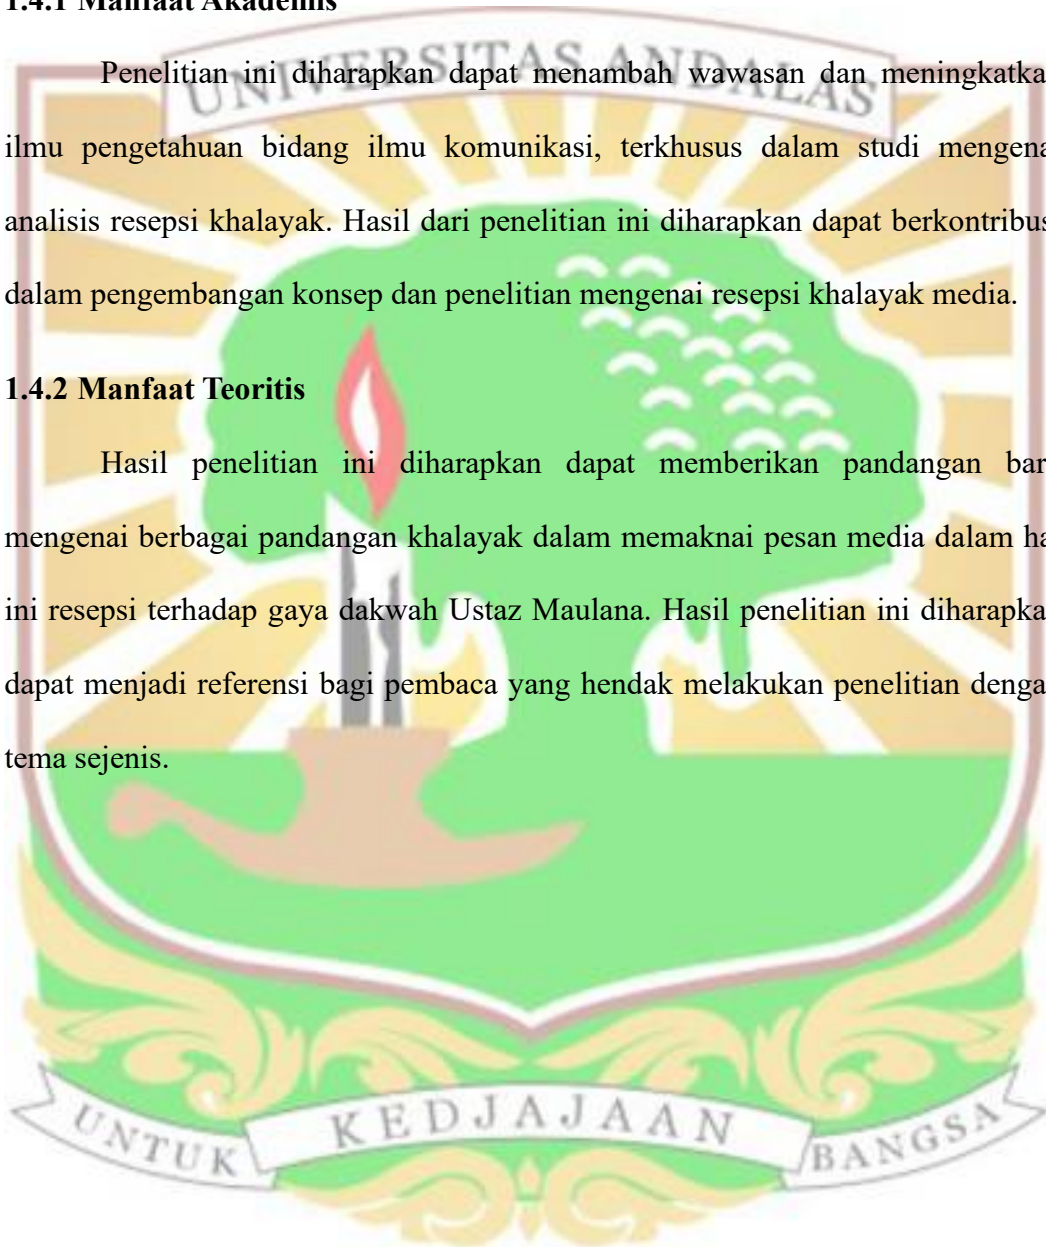 1.4.1 Manfaat Akademis
UNIVERSITAS ANDALAS
Penelitian ini diharapkan dapat menambah wawasan dan meningkatka
ilmu pengetahuan bidang ilmu komunikasi, terkhusus dalam studi mengena
analisis resepsi khalayak. Hasil dari penelitian ini diharapkan dapat berkontribus
dalam pengembangan konsep dan penelitian mengenai resepsi khalayak media.
1.4.2 Manfaat Teoritis
Hasil penelitian ini diharapkan dapat memberikan pandangan bar
mengenai berbagai pandangan khalayak dalam memaknai pesan media dalam ha
ini resepsi terhadap gaya dakwah Ustaz Maulana. Hasil penelitian ini diharapka
dapat menjadi referensi bagi pembaca yang hendak melakukan penelitian denga
tema sejenis.
UNTUK KEDJAJAAN BANGSA